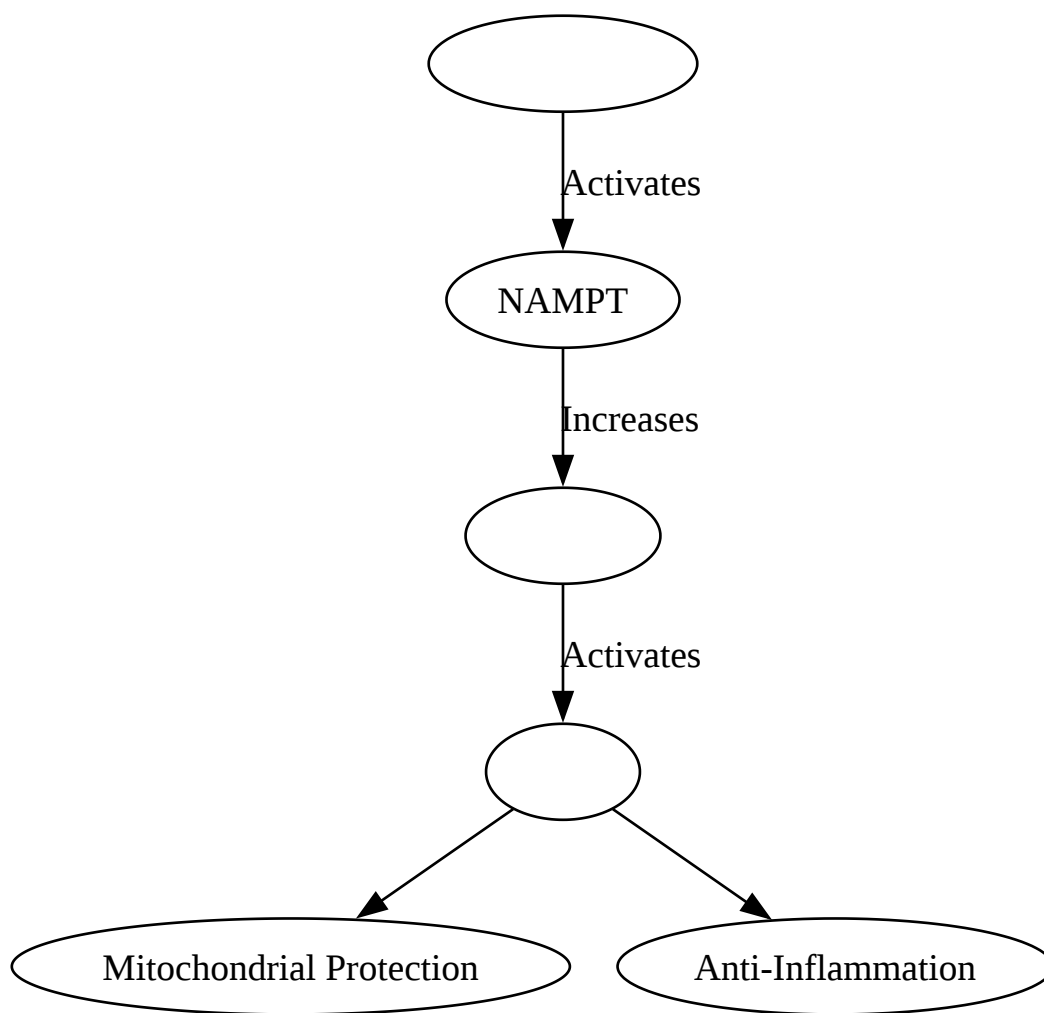 Activates
NAMPT
Increases
Activates
Mitochondrial Protection
Anti-Inflammation